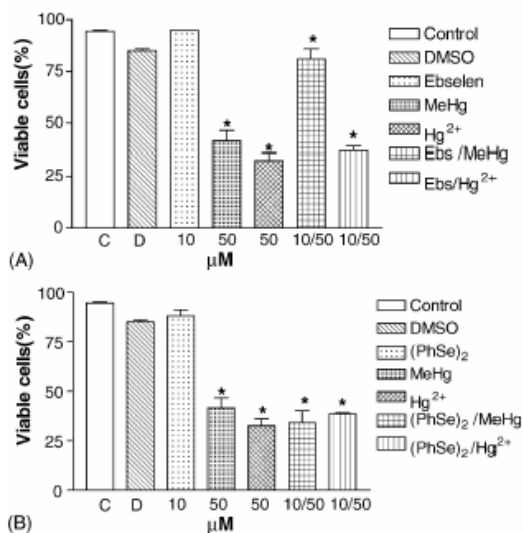 100
75
50
25
0
Viable cells(%)
*
*
*
*
C D 10 50 50 10/50 10/50
μM
(A)
Control
DMSO
Ebselen
MeHg
Hg2+
Ebs /MeHg
Ebs/Hg2+
100
75
50
25
0
Viable cells(%)
*
*
*
*
C D 10 50 50 10/50 10/50
μM
(B)
Control
DMSO
(PhSe)2
MeHg
Hg2+
(PhSe)2 /MeHg
(PhSe)2 /Hg2+